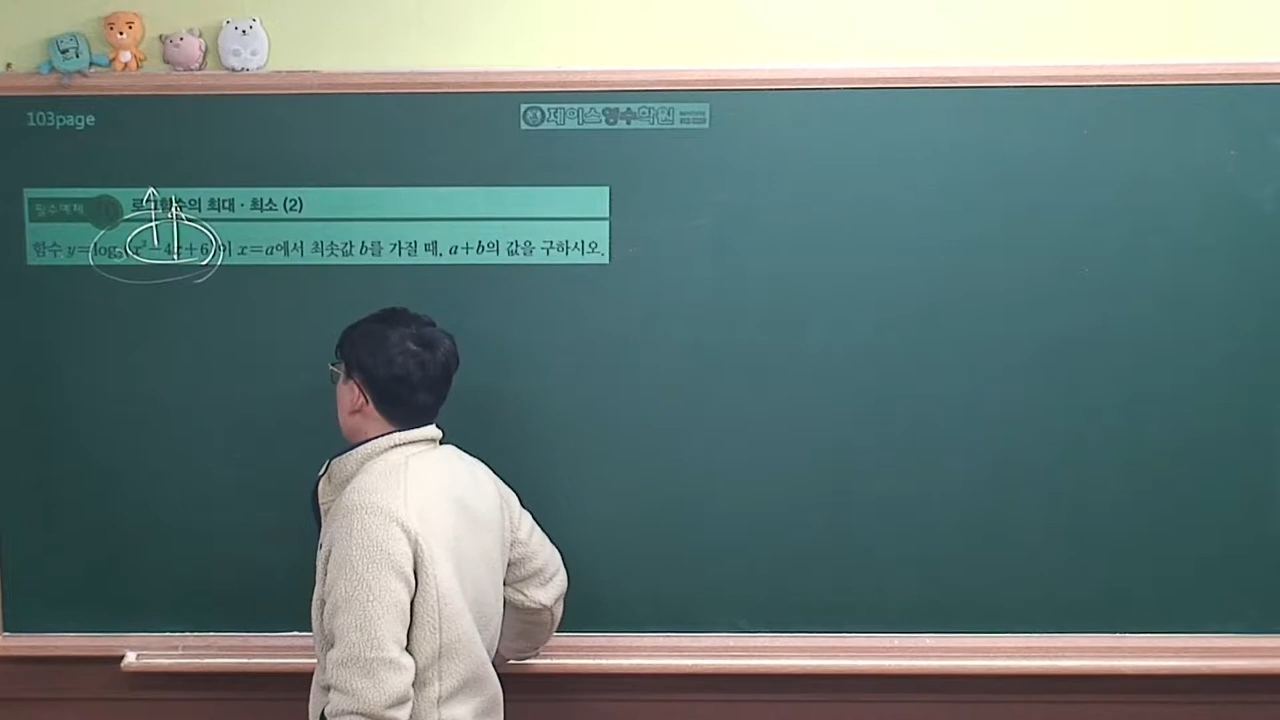 103page
제이스영수학원
필수예제 로그함수의 최대 · 최소 (2)
함수 y=log₂(x²−4x+6)이 x=a에서 최솟값 b를 가질 때, a+b의 값을 구하시오.